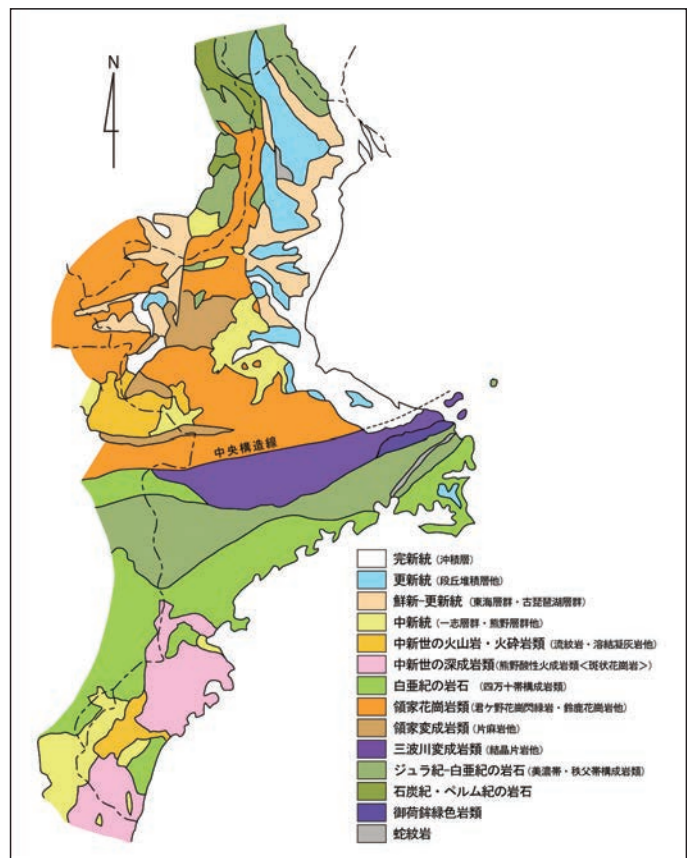 N
中央構造線
完新統（沖積層）
更新統（段丘堆積層他）
鮮新−更新統（東海層群・古琵琶湖層群）
中新統（一志層群・熊野層群他）
中新世の火山岩・火砕岩類（流紋岩・溶結凝灰岩他）
中新世の深成岩類（熊野酸性火成岩類＜斑状花崗岩＞）
白亜紀の岩石（四万十帯構成岩類）
領家花崗岩類（君ケ野花崗閃緑岩・鈴鹿花崗岩他）
領家変成岩類（片麻岩他）
三波川変成岩類（結晶片岩他）
ジュラ紀−白亜紀の岩石（美濃帯・秩父帯構成岩類）
石炭紀・ペルム紀の岩石
御荷鉾緑色岩類
蛇紋岩